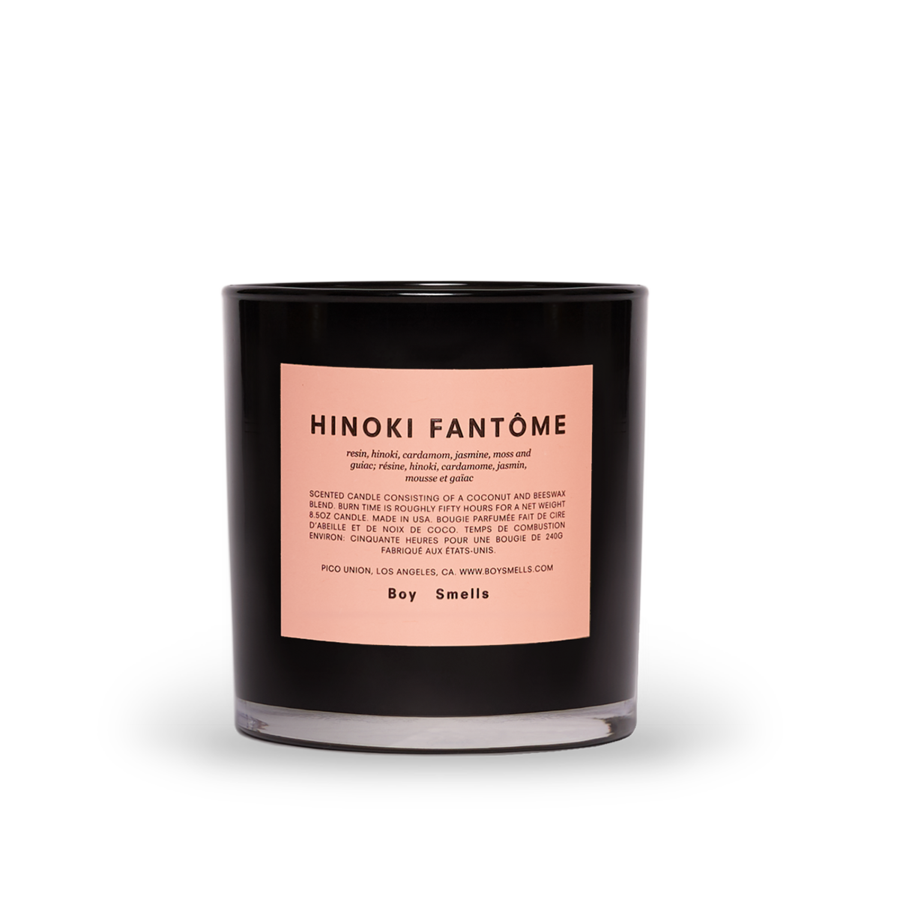 HINOKI FANTÔME
resin, hinoki, cardamom, jasmine, moss and
guiac; résine, hinoki, cardamome, jasmin,
mousse et gaïac
SCENTED CANDLE CONSISTING OF A COCONUT AND BEESWAX
BLEND. BURN TIME IS ROUGHLY FIFTY HOURS FOR A NET WEIGHT
8.5OZ CANDLE. MADE IN USA. BOUGIE PARFUMÉE FAIT DE CIRE
D'ABEILLE ET DE NOIX DE COCO. TEMPS DE COMBUSTION
ENVIRON: CINQUANTE HEURES POUR UNE BOUGIE DE 240G
FABRIQUÉ AUX ÉTATS-UNIS.
PICO UNION, LOS ANGELES, CA. WWW.BOYSMELLS.COM
Boy Smells